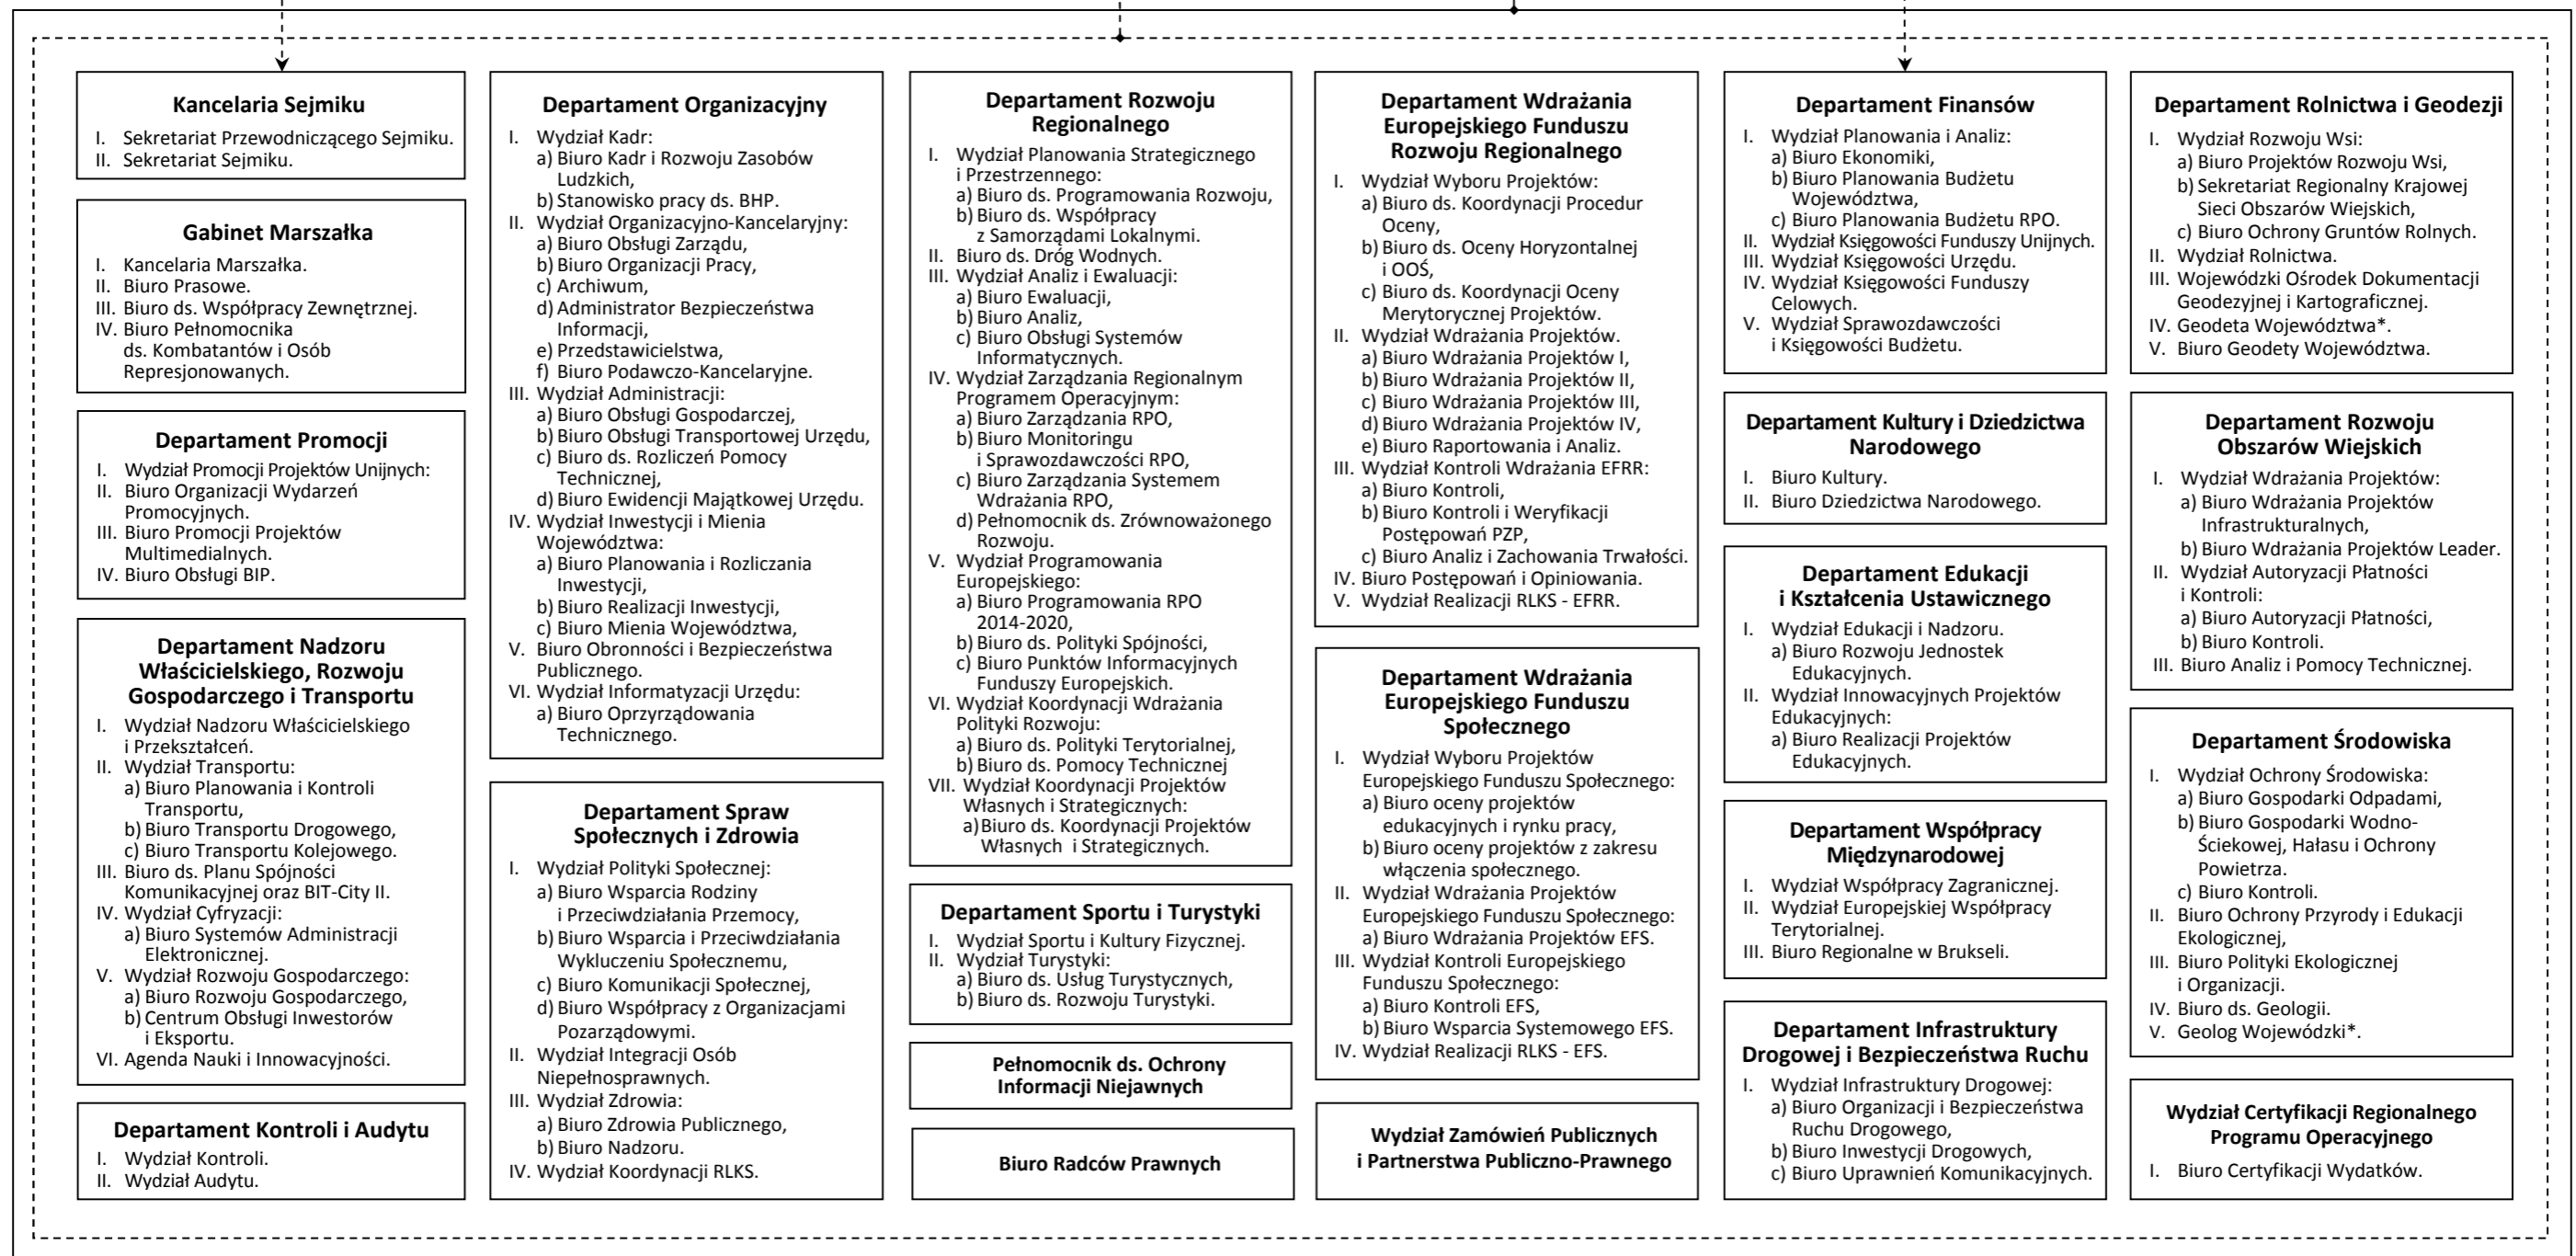 Kancelaria Sejmiku
I. Sekretariat Przewodniczącego Sejmiku.
II. Sekretariat Sejmiku.
Gabinet Marszałka
I. Kancelaria Marszałka.
II. Biuro Prasowe.
III. Biuro ds. Współpracy Zewnętrznej.
IV. Biuro Pełnomocnika
ds. Kombatantów i Osób
Represjonowanych.
Departament Promocji
I. Wydział Promocji Projektów Unijnych:
II. Biuro Organizacji Wydarzeń
Promocyjnych.
III. Biuro Promocji Projektów
Multimedialnych.
IV. Biuro Obsługi BIP.
Departament Nadzoru
Właścicielskiego, Rozwoju
Gospodarczego i Transportu
I. Wydział Nadzoru Właścicielskiego
i Przekształceń.
II. Wydział Transportu:
a) Biuro Planowania i Kontroli
Transportu,
b) Biuro Transportu Drogowego,
c) Biuro Transportu Kolejowego.
III. Biuro ds. Planu Spójności
Komunikacyjnej oraz BIT-City II.
IV. Wydział Cyfryzacji:
a) Biuro Systemów Administracji
Elektronicznej.
V. Wydział Rozwoju Gospodarczego:
a) Biuro Rozwoju Gospodarczego,
b) Centrum Obsługi Inwestorów
i Eksportu.
VI. Agenda Nauki i Innowacyjności.
Departament Kontroli i Audytu
I. Wydział Kontroli.
II. Wydział Audytu.
Departament Organizacyjny
I. Wydział Kadr:
a) Biuro Kadr i Rozwoju Zasobów
Ludzkich,
b) Stanowisko pracy ds. BHP.
II. Wydział Organizacyjno-Kancelaryjny:
a) Biuro Obsługi Zarządu,
b) Biuro Organizacji Pracy,
c) Archiwum,
d) Administrator Bezpieczeństwa
Informacji,
e) Przedstawicielstwa,
f) Biuro Podawczo-Kancelaryjne.
III. Wydział Administracji:
a) Biuro Obsługi Gospodarczej,
b) Biuro Obsługi Transportowej Urzędu,
c) Biuro ds. Rozliczeń Pomocy
Technicznej,
d) Biuro Ewidencji Majątkowej Urzędu.
IV. Wydział Inwestycji i Mienia
Województwa:
a) Biuro Planowania i Rozliczania
Inwestycji,
b) Biuro Realizacji Inwestycji,
c) Biuro Mienia Województwa,
V. Biuro Obronności i Bezpieczeństwa
Publicznego.
VI. Wydział Informatyzacji Urzędu:
a) Biuro Oprzyrządowania
Technicznego.
Departament Spraw
Społecznych i Zdrowia
I. Wydział Polityki Społecznej:
a) Biuro Wsparcia Rodziny
i Przeciwdziałania Przemocy,
b) Biuro Wsparcia i Przeciwdziałania
Wykluczeniu Społecznemu,
c) Biuro Komunikacji Społecznej,
d) Biuro Współpracy z Organizacjami
Pozarządowymi.
II. Wydział Integracji Osób
Niepełnosprawnych.
III. Wydział Zdrowia:
a) Biuro Zdrowia Publicznego,
b) Biuro Nadzoru.
IV. Wydział Koordynacji RLKS.
Departament Rozwoju
Regionalnego
I. Wydział Planowania Strategicznego
i Przestrzennego:
a) Biuro ds. Programowania Rozwoju,
b) Biuro ds. Współpracy
z Samorządami Lokalnymi.
II. Biuro ds. Dróg Wodnych.
III. Wydział Analiz i Ewaluacji:
a) Biuro Ewaluacji,
b) Biuro Analiz,
c) Biuro Obsługi Systemów
Informatycznych.
IV. Wydział Zarządzania Regionalnym
Programem Operacyjnym:
a) Biuro Zarządzania RPO,
b) Biuro Monitoringu
i Sprawozdawczości RPO,
c) Biuro Zarządzania Systemem
Wdrażania RPO,
d) Pełnomocnik ds. Zrównoważonego
Rozwoju.
V. Wydział Programowania
Europejskiego:
a) Biuro Programowania RPO
2014-2020,
b) Biuro ds. Polityki Spójności,
c) Biuro Punktów Informacyjnych
Funduszy Europejskich.
VI. Wydział Koordynacji Wdrażania
Polityki Rozwoju:
a) Biuro ds. Polityki Terytorialnej,
b) Biuro ds. Pomocy Technicznej
VII. Wydział Koordynacji Projektów
Własnych i Strategicznych:
a) Biuro ds. Koordynacji Projektów
Własnych i Strategicznych.
Departament Sportu i Turystyki
I. Wydział Sportu i Kultury Fizycznej.
II. Wydział Turystyki:
a) Biuro ds. Usług Turystycznych,
b) Biuro ds. Rozwoju Turystyki.
Pełnomocnik ds. Ochrony
Informacji Niejawnych
Biuro Radców Prawnych
Departament Wdrażania
Europejskiego Funduszu
Rozwoju Regionalnego
I. Wydział Wyboru Projektów:
a) Biuro ds. Koordynacji Procedur
Oceny,
b) Biuro ds. Oceny Horyzontalnej
i OOŚ,
c) Biuro ds. Koordynacji Oceny
Merytorycznej Projektów.
II. Wydział Wdrażania Projektów.
a) Biuro Wdrażania Projektów I,
b) Biuro Wdrażania Projektów II,
c) Biuro Wdrażania Projektów III,
d) Biuro Wdrażania Projektów IV,
e) Biuro Raportowania i Analiz.
III. Wydział Kontroli Wdrażania EFRR:
a) Biuro Kontroli,
b) Biuro Kontroli i Weryfikacji
Postępowań PZP,
c) Biuro Analiz i Zachowania Trwałości.
IV. Biuro Postępowań i Opiniowania.
V. Wydział Realizacji RLKS - EFRR.
Departament Wdrażania
Europejskiego Funduszu
Społecznego
I. Wydział Wyboru Projektów
Europejskiego Funduszu Społecznego:
a) Biuro oceny projektów
edukacyjnych i rynku pracy,
b) Biuro oceny projektów z zakresu
włączenia społecznego.
II. Wydział Wdrażania Projektów
Europejskiego Funduszu Społecznego:
a) Biuro Wdrażania Projektów EFS.
III. Wydział Kontroli Europejskiego
Funduszu Społecznego:
a) Biuro Kontroli EFS,
b) Biuro Wsparcia Systemowego EFS.
IV. Wydział Realizacji RLKS - EFS.
Wydział Zamówień Publicznych
i Partnerstwa Publiczno-Prawnego
Departament Finansów
I. Wydział Planowania i Analiz:
a) Biuro Ekonomiki,
b) Biuro Planowania Budżetu
Województwa,
c) Biuro Planowania Budżetu RPO.
II. Wydział Księgowości Funduszy Unijnych.
III. Wydział Księgowości Urzędu.
IV. Wydział Księgowości Funduszy
Celowych.
V. Wydział Sprawozdawczości
i Księgowości Budżetu.
Departament Kultury i Dziedzictwa
Narodowego
I. Biuro Kultury.
II. Biuro Dziedzictwa Narodowego.
Departament Edukacji
i Kształcenia Ustawicznego
I. Wydział Edukacji i Nadzoru.
a) Biuro Rozwoju Jednostek
Edukacyjnych.
II. Wydział Innowacyjnych Projektów
Edukacyjnych:
a) Biuro Realizacji Projektów
Edukacyjnych.
Departament Współpracy
Międzynarodowej
I. Wydział Współpracy Zagranicznej.
II. Wydział Europejskiej Współpracy
Terytorialnej.
III. Biuro Regionalne w Brukseli.
Departament Infrastruktury
Drogowej i Bezpieczeństwa Ruchu
I. Wydział Infrastruktury Drogowej:
a) Biuro Organizacji i Bezpieczeństwa
Ruchu Drogowego,
b) Biuro Inwestycji Drogowych,
c) Biuro Uprawnień Komunikacyjnych.
Departament Rolnictwa i Geodezji
I. Wydział Rozwoju Wsi:
a) Biuro Projektów Rozwoju Wsi,
b) Sekretariat Regionalny Krajowej
Sieci Obszarów Wiejskich,
c) Biuro Ochrony Gruntów Rolnych.
II. Wydział Rolnictwa.
III. Wojewódzki Ośrodek Dokumentacji
Geodezyjnej i Kartograficznej.
IV. Geodeta Województwa*.
V. Biuro Geodety Województwa.
Departament Rozwoju
Obszarów Wiejskich
I. Wydział Wdrażania Projektów:
a) Biuro Wdrażania Projektów
Infrastrukturalnych,
b) Biuro Wdrażania Projektów Leader.
II. Wydział Autoryzacji Płatności
i Kontroli:
a) Biuro Autoryzacji Płatności,
b) Biuro Kontroli.
III. Biuro Analiz i Pomocy Technicznej.
Departament Środowiska
I. Wydział Ochrony Środowiska:
a) Biuro Gospodarki Odpadami,
b) Biuro Gospodarki Wodno-
Ściekowej, Hałasu i Ochrony
Powietrza.
c) Biuro Kontroli.
II. Biuro Ochrony Przyrody i Edukacji
Ekologicznej,
III. Biuro Polityki Ekologicznej
i Organizacji.
IV. Biuro ds. Geologii.
V. Geolog Wojewódzki*.
Wydział Certyfikacji Regionalnego
Programu Operacyjnego
I. Biuro Certyfikacji Wydatków.